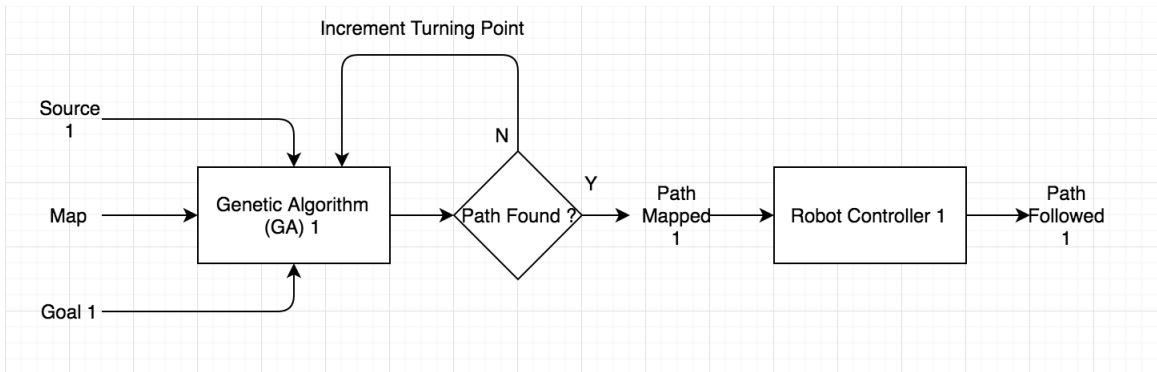 Increment Turning Point
Source
1
N
Y
Map
Genetic Algorithm
(GA) 1
Path Found ?
Path
Mapped
1
Robot Controller 1
Path
Followed
1
Goal 1